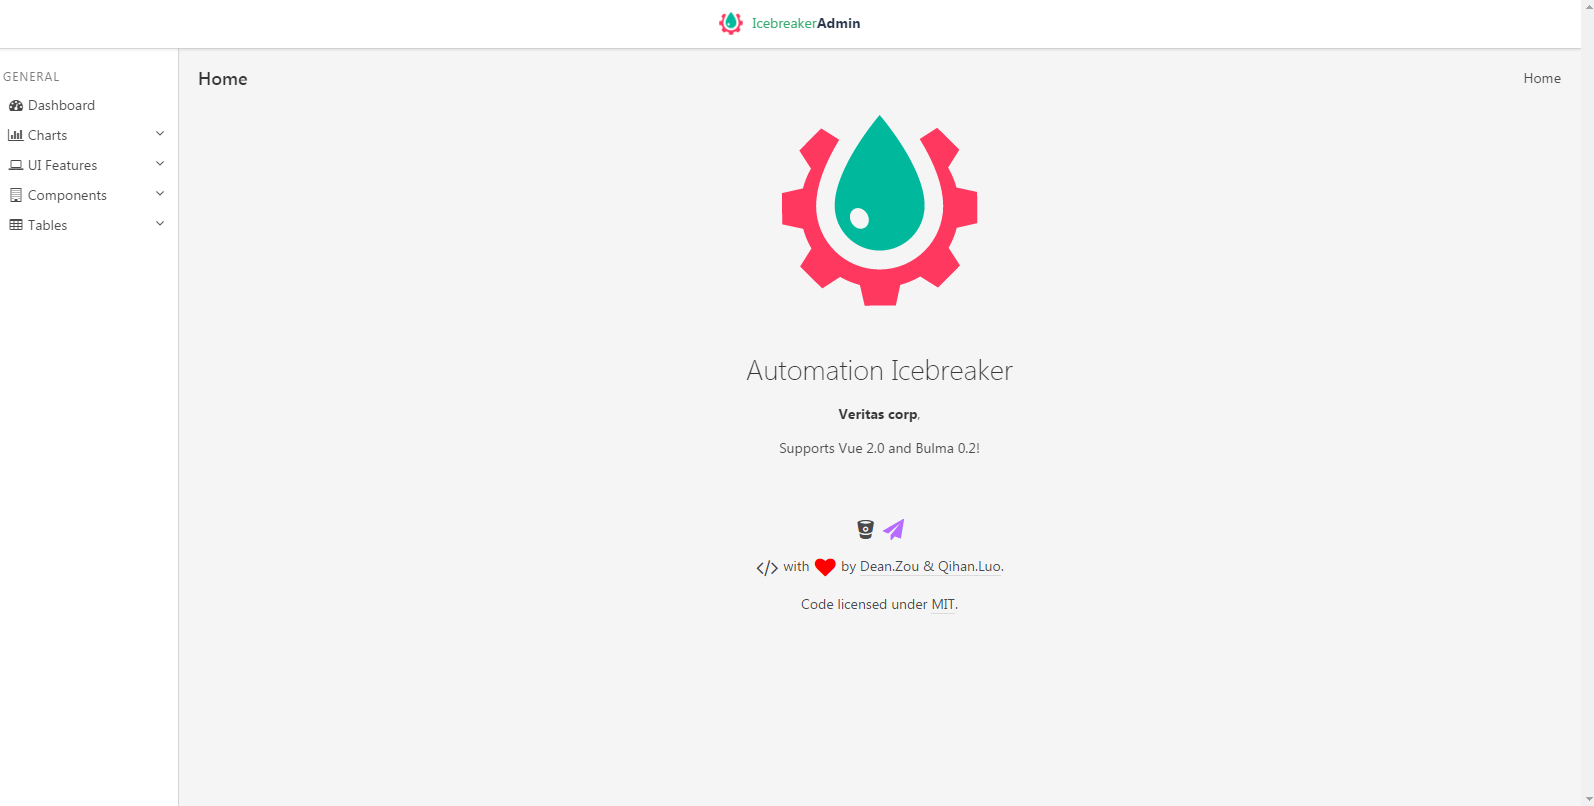 IcebreakerAdmin
GENERAL
Dashboard
Charts
UI Features
Components
Tables
Home
Home
Automation Icebreaker
Veritas corp,
Supports Vue 2.0 and Bulma 0.2!
</> with ❤ by Dean.Zou & Qihan.Luo.
Code licensed under MIT.